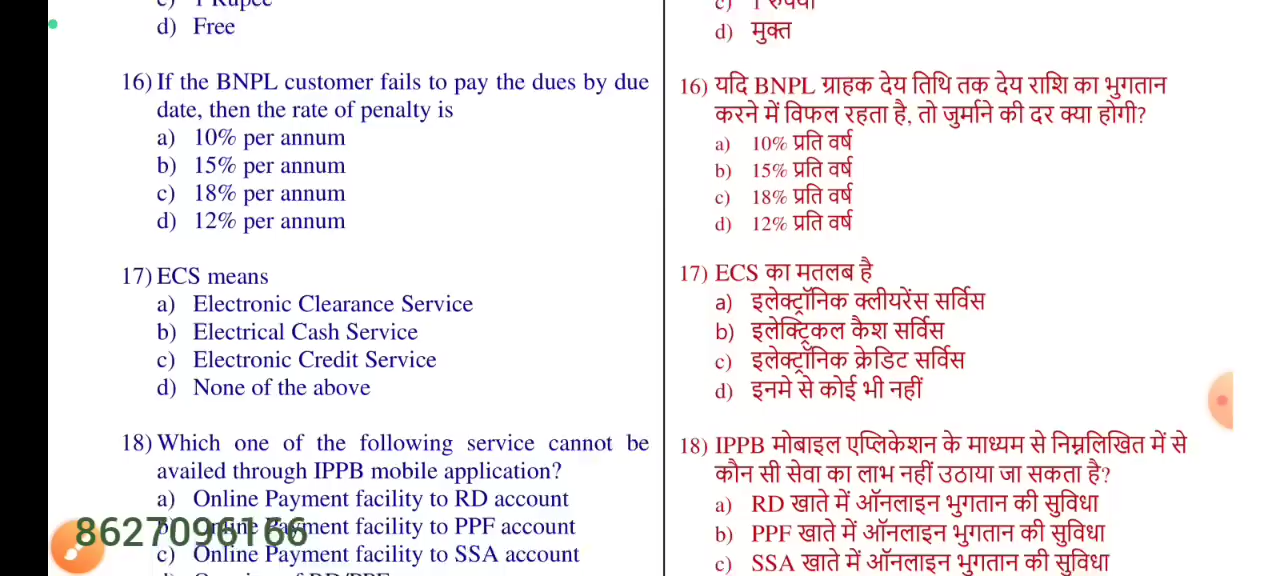 c) 1 Rupee
d) Free
16) If the BNPL customer fails to pay the dues by due
date, then the rate of penalty is
a) 10% per annum
b) 15% per annum
c) 18% per annum
d) 12% per annum
17) ECS means
a) Electronic Clearance Service
b) Electrical Cash Service
c) Electronic Credit Service
d) None of the above
18) Which one of the following service cannot be
availed through IPPB mobile application?
a) Online Payment facility to RD account
b) Online Payment facility to PPF account
8627096166
c) Online Payment facility to SSA account
c) 1 रुपया
d) मुक्त
16) यदि BNPL ग्राहक देय तिथि तक देय राशि का भुगतान
करने में विफल रहता है, तो जुर्माने की दर क्या होगी?
a) 10% प्रति वर्ष
b) 15% प्रति वर्ष
c) 18% प्रति वर्ष
d) 12% प्रति वर्ष
17) ECS का मतलब है
a) इलेक्ट्रॉनिक क्लीयरेंस सर्विस
b) इलेक्ट्रिकल कैश सर्विस
c) इलेक्ट्रॉनिक क्रेडिट सर्विस
d) इनमे से कोई भी नहीं
18) IPPB मोबाइल एप्लिकेशन के माध्यम से निम्नलिखित में से
कौन सी सेवा का लाभ नहीं उठाया जा सकता है?
a) RD खाते में ऑनलाइन भुगतान की सुविधा
b) PPF खाते में ऑनलाइन भुगतान की सुविधा
c) SSA खाते में ऑनलाइन भुगतान की सुविधा